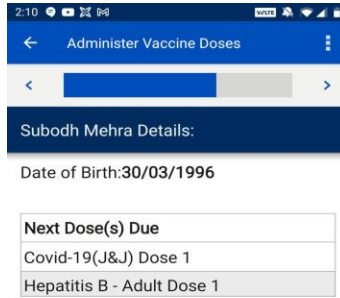 2:10
VoLTE
Administer Vaccine Doses
Subodh Mehra Details:
Date of Birth:30/03/1996
Next Dose(s) Due
Covid-19(J&J) Dose 1
Hepatitis B - Adult Dose 1